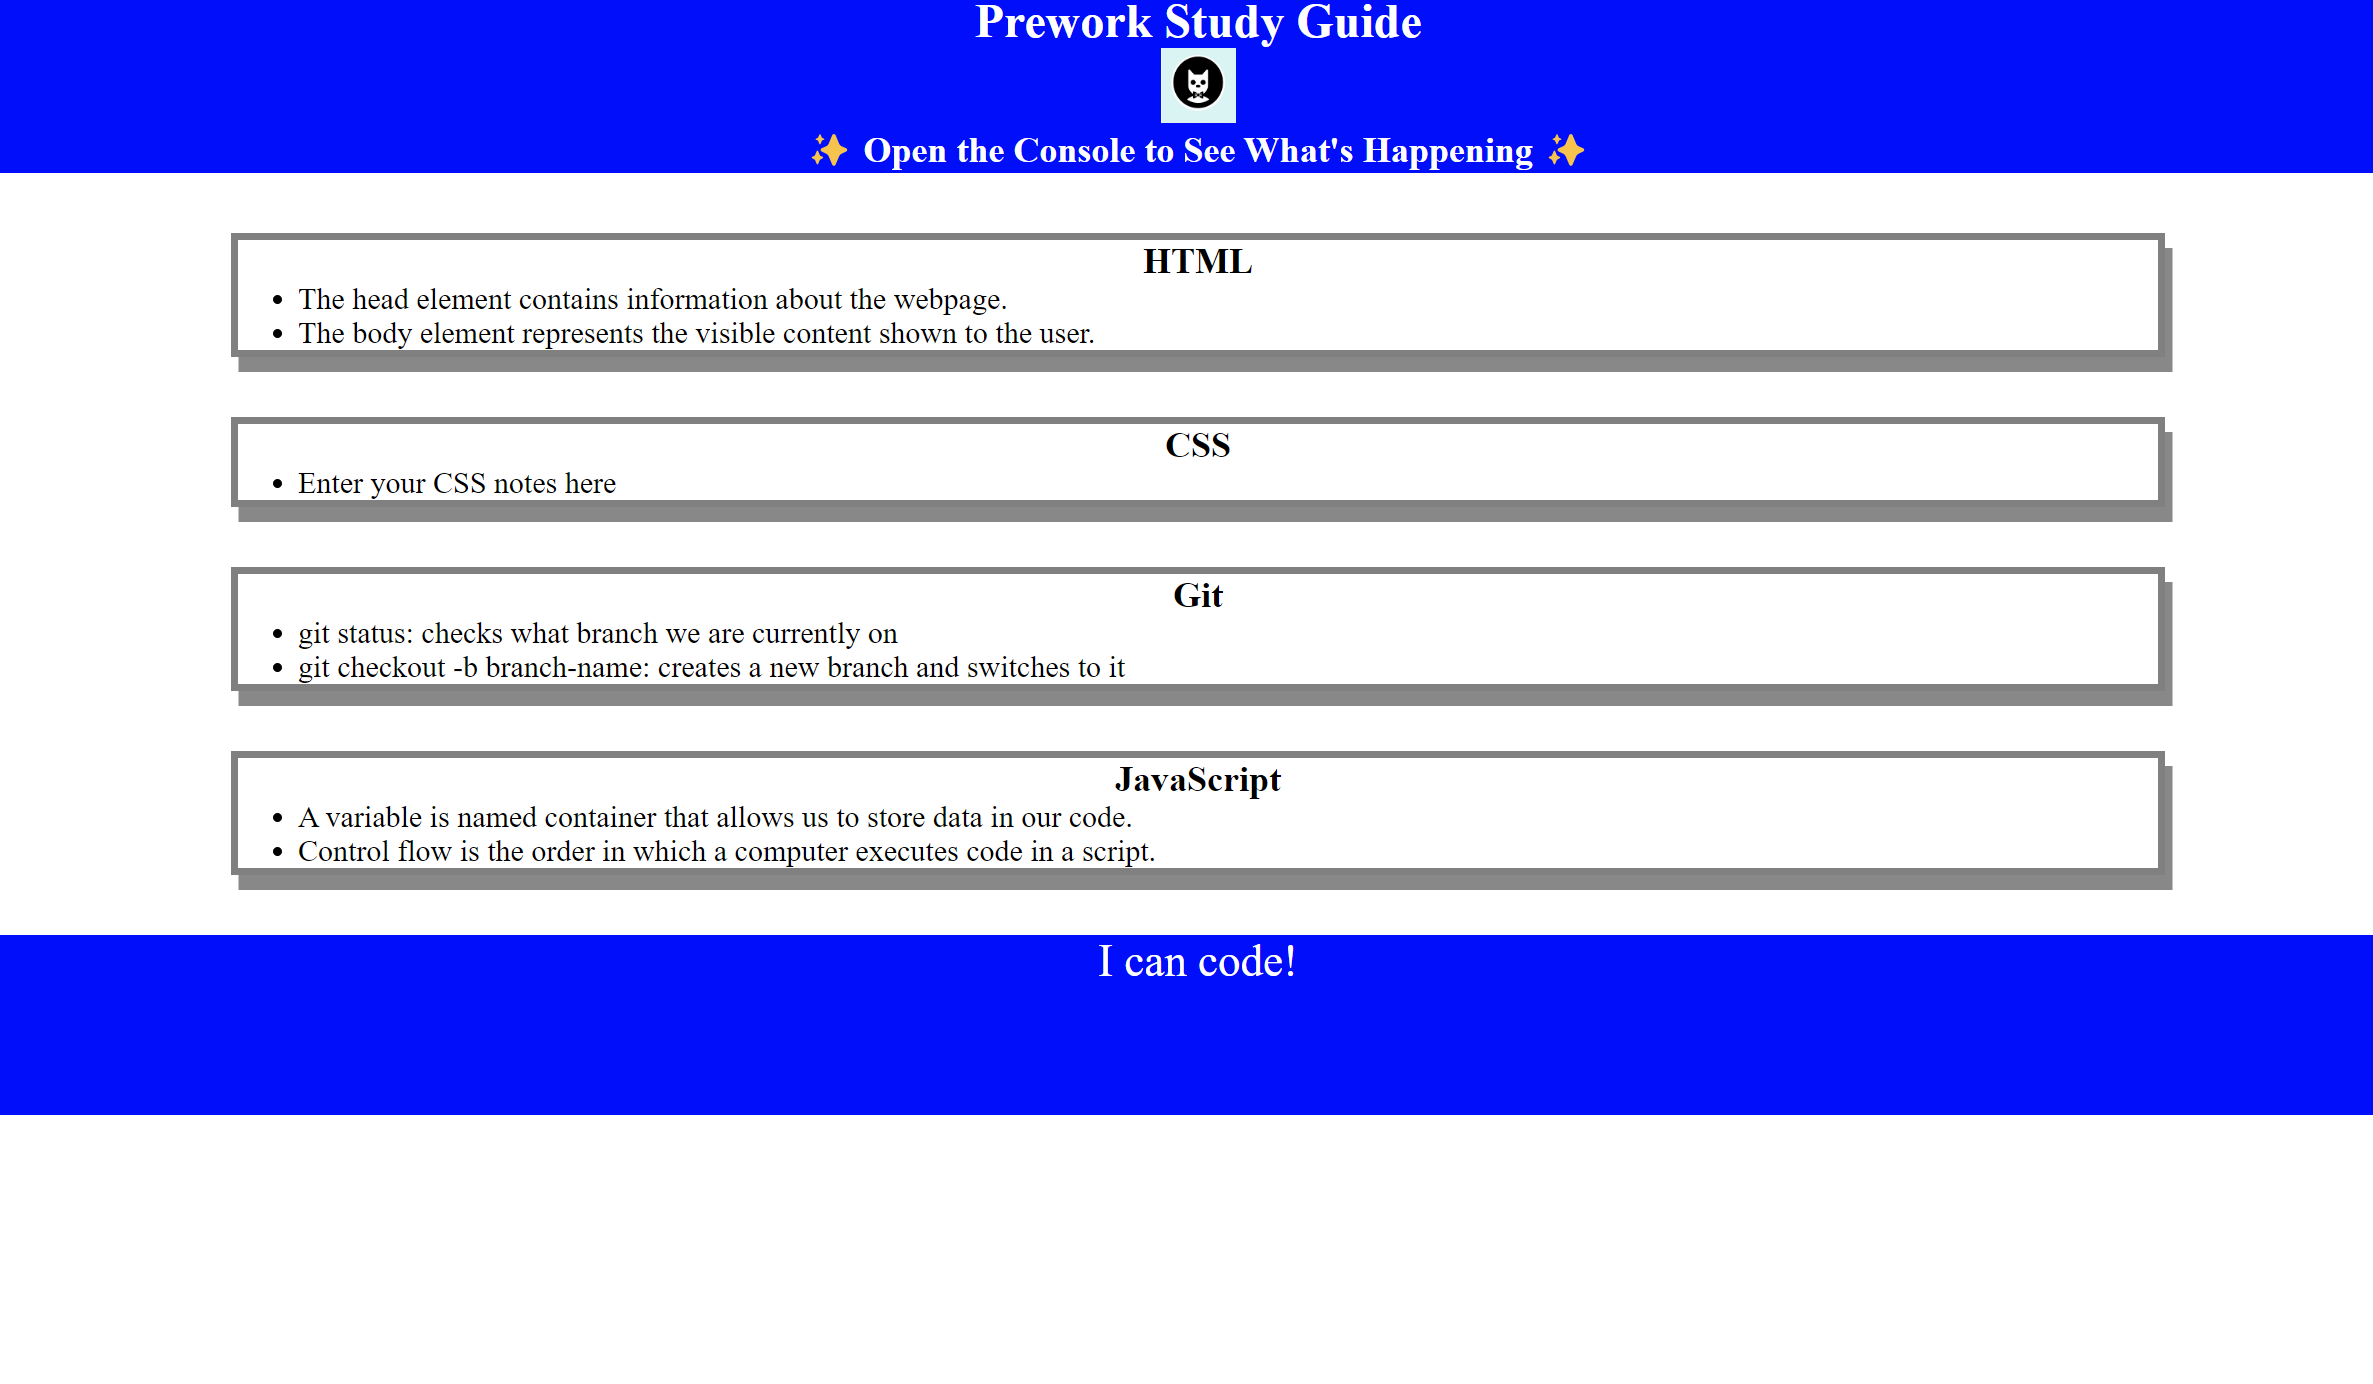 Prework Study Guide
✨ Open the Console to See What's Happening ✨
HTML
• The head element contains information about the webpage.
• The body element represents the visible content shown to the user.
CSS
• Enter your CSS notes here
Git
• git status: checks what branch we are currently on
• git checkout -b branch-name: creates a new branch and switches to it
JavaScript
• A variable is named container that allows us to store data in our code.
• Control flow is the order in which a computer executes code in a script.
I can code!